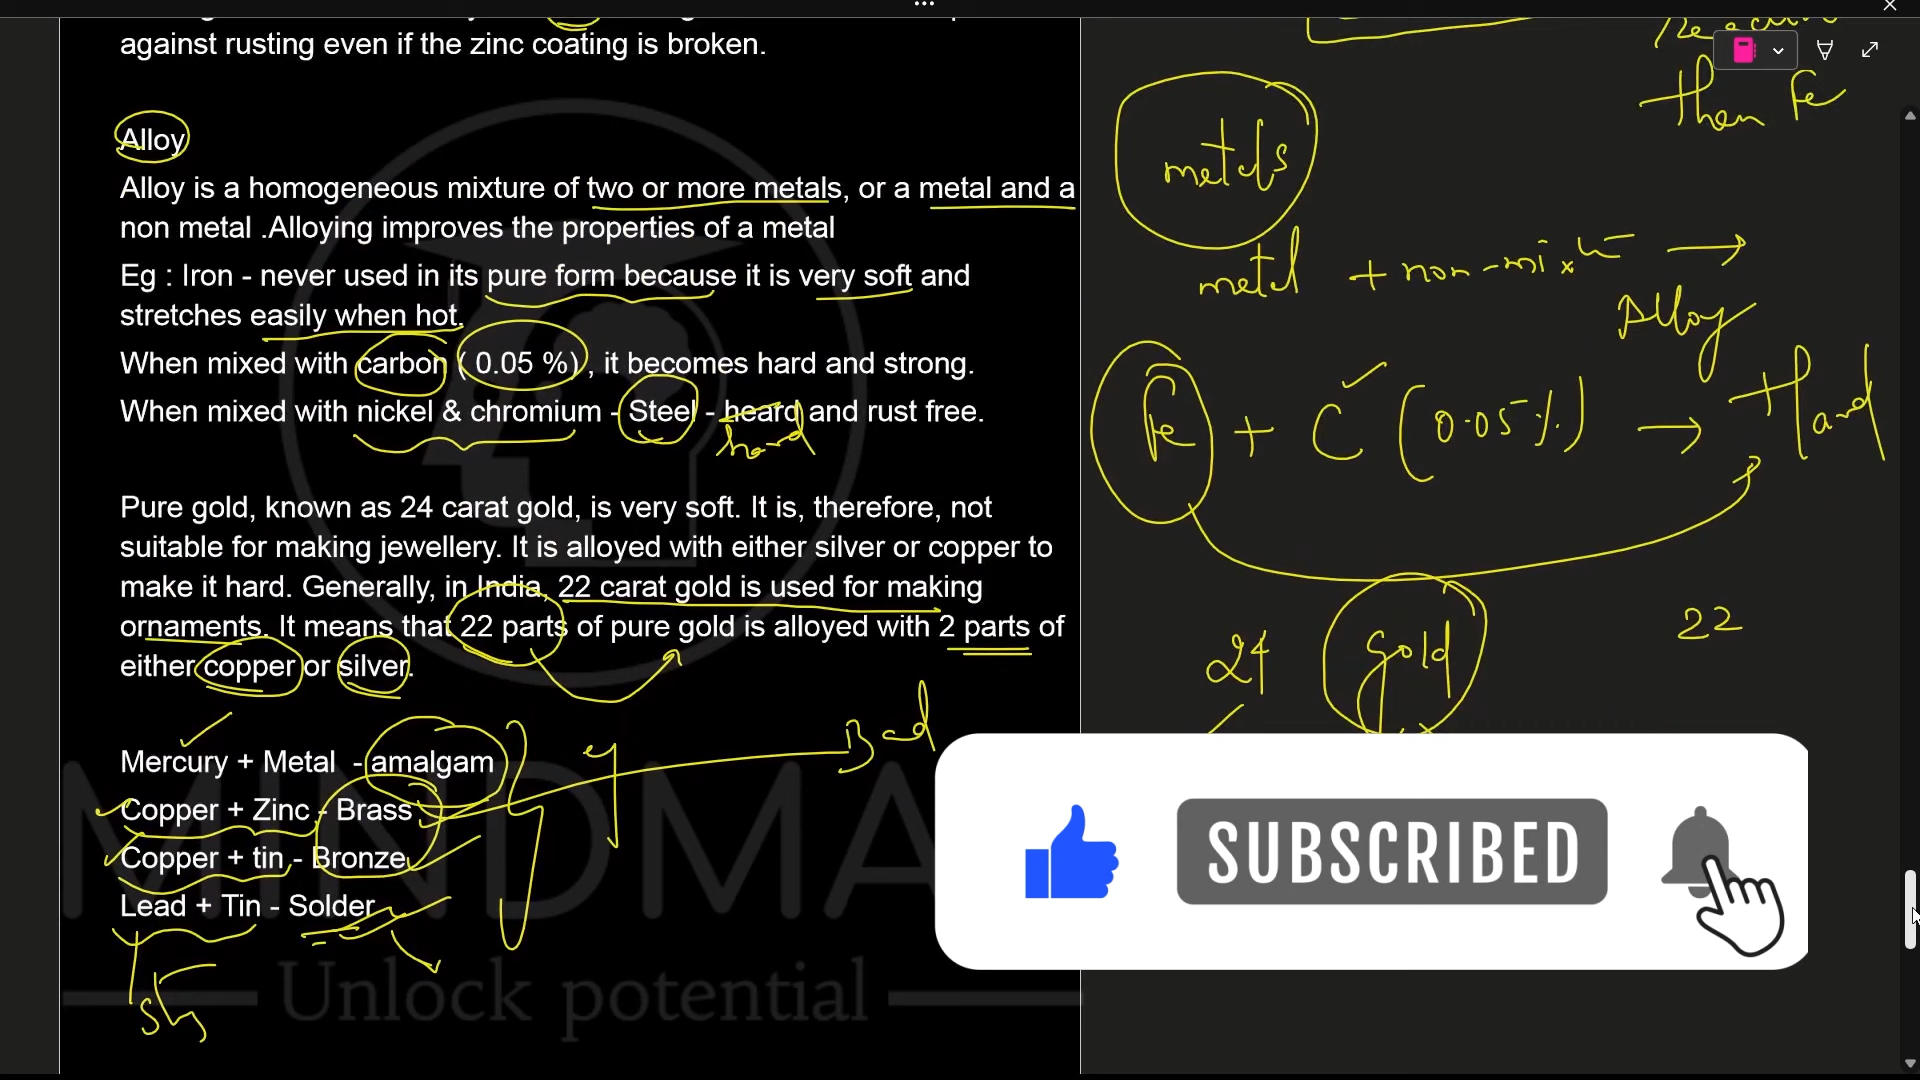 against rusting even if the zinc coating is broken.
then Fe
Alloy
metals
Alloy is a homogeneous mixture of two or more metals, or a metal and a
non metal .Alloying improves the properties of a metal
metal + non-mix
Eg : Iron - never used in its pure form because it is very soft and
stretches easily when hot.
Alloy
When mixed with carbon ( 0.05 %) , it becomes hard and strong.
When mixed with nickel & chromium - Steel - heard and rust free.
hard
Fe + C (0.05%) → Hard
Pure gold, known as 24 carat gold, is very soft. It is, therefore, not
suitable for making jewellery. It is alloyed with either silver or copper to
make it hard. Generally, in India, 22 carat gold is used for making
ornaments. It means that 22 parts of pure gold is alloyed with 2 parts of
either copper or silver.
24 gold 22
Bad
Mercury + Metal - amalgam
Copper + Zinc - Brass
Copper + tin - Bronze
Lead + Tin - Solder
SUBSCRIBED
MINDMA
Unlock potential